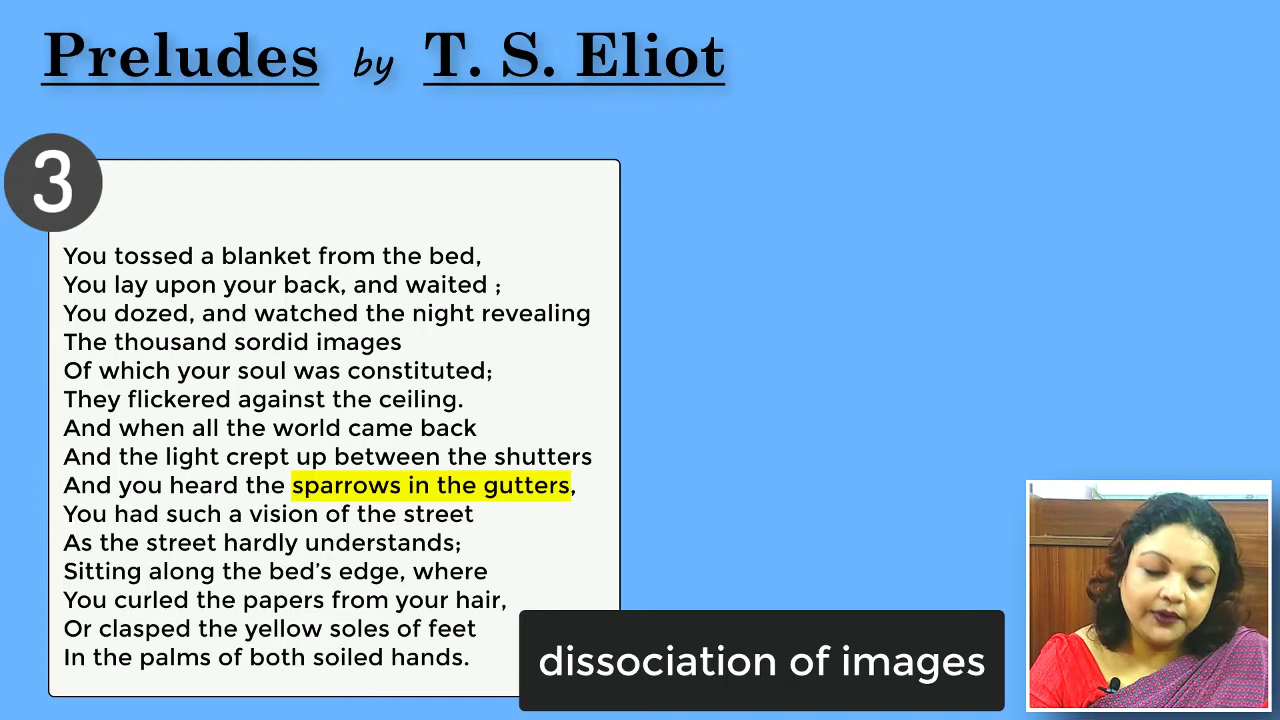 Preludes by T. S. Eliot
3
You tossed a blanket from the bed,
You lay upon your back, and waited ;
You dozed, and watched the night revealing
The thousand sordid images
Of which your soul was constituted;
They flickered against the ceiling.
And when all the world came back
And the light crept up between the shutters
And you heard the sparrows in the gutters,
You had such a vision of the street
As the street hardly understands;
Sitting along the bed’s edge, where
You curled the papers from your hair,
Or clasped the yellow soles of feet
In the palms of both soiled hands.
dissociation of images